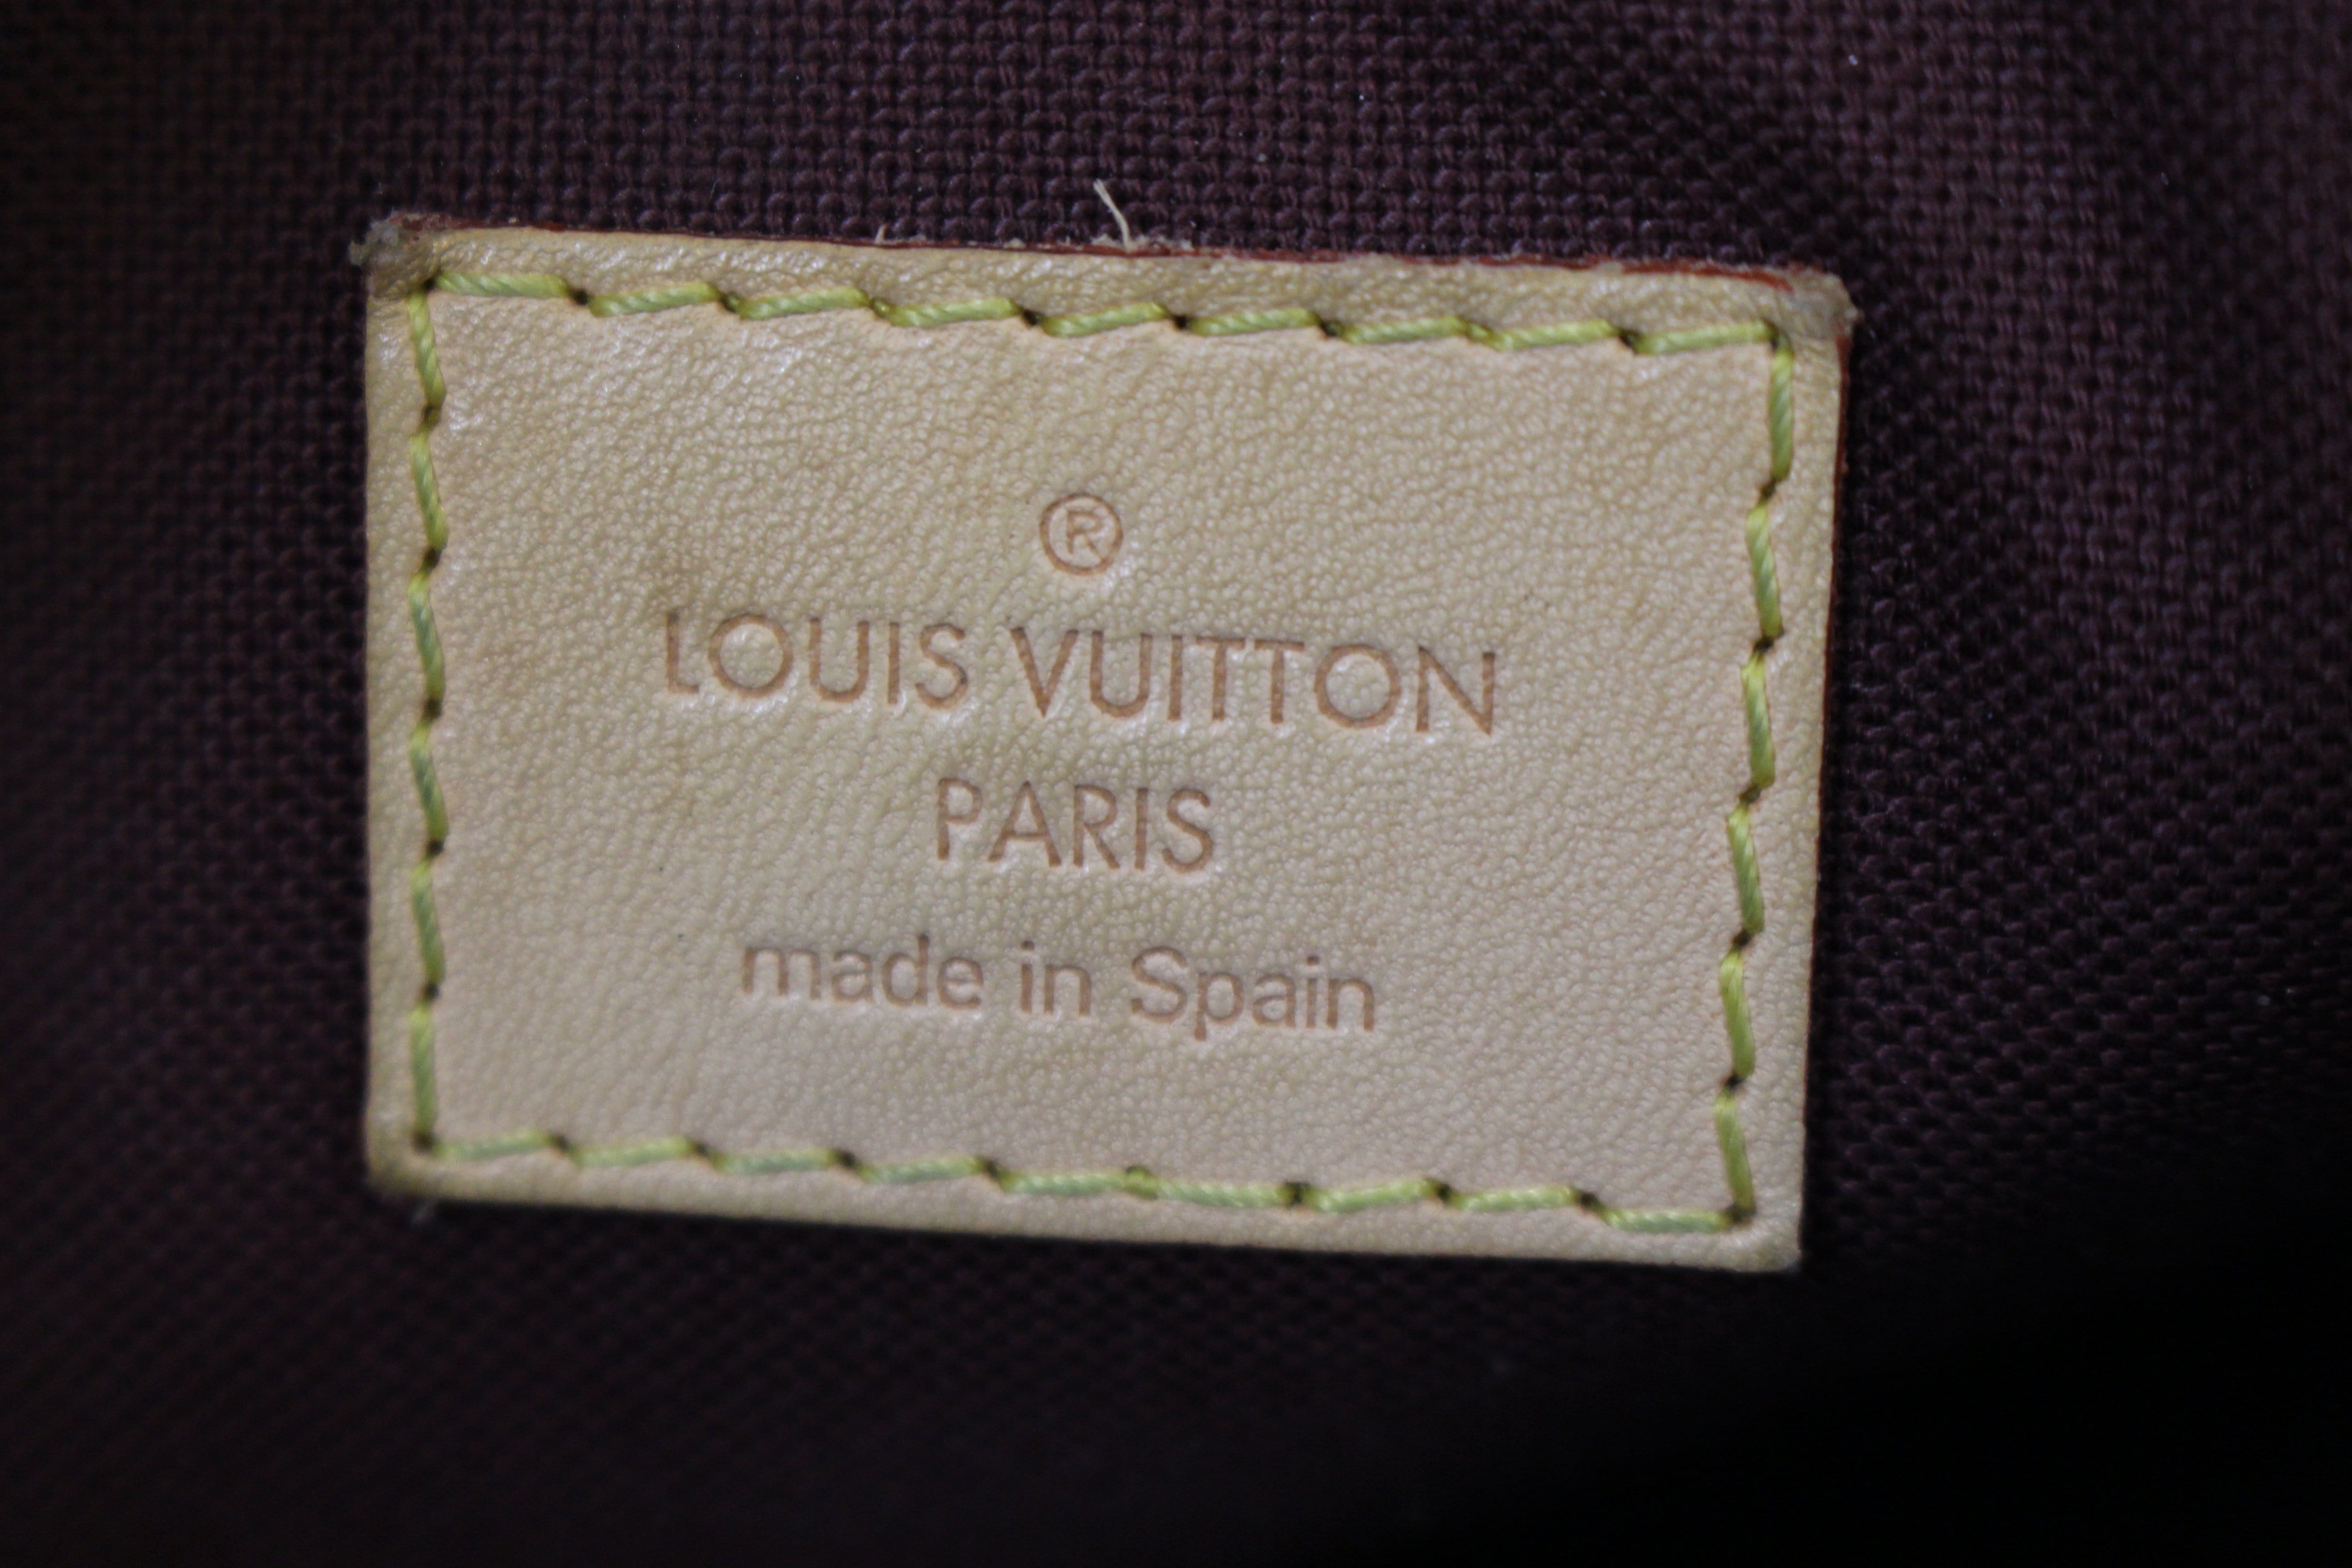 ®
LOUIS VUITTON
PARIS
made in Spain